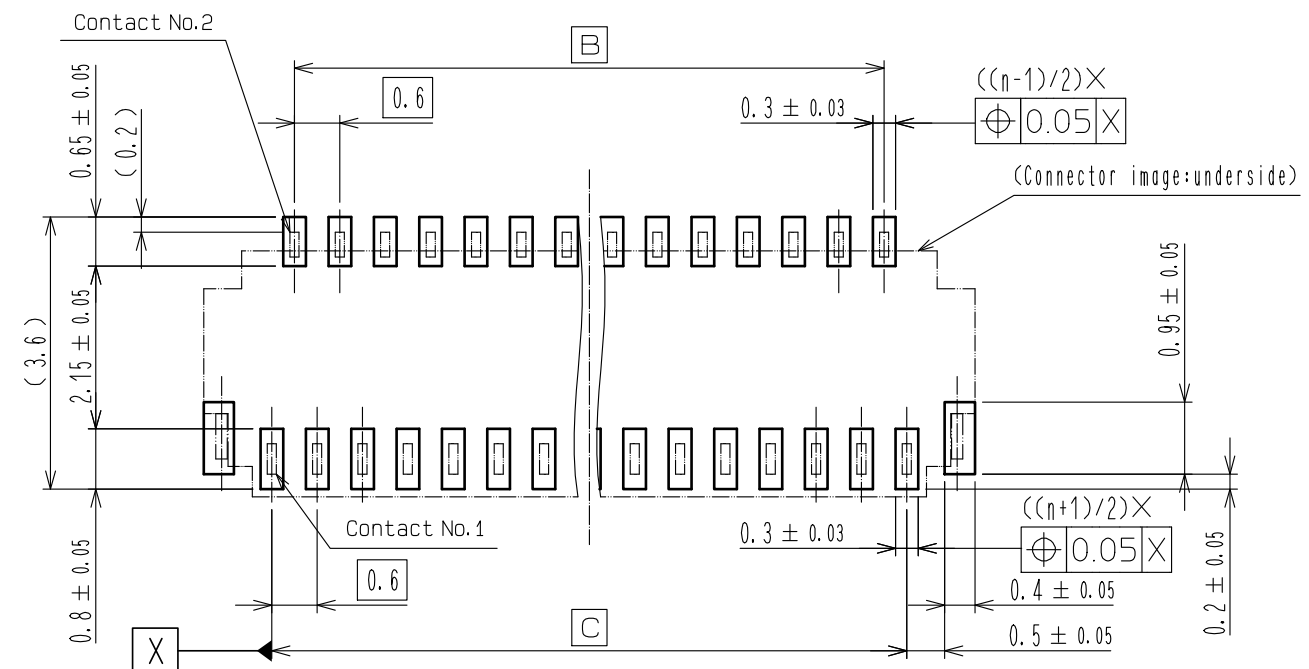 Contact No.2
B
0.6
0.3 ± 0.03
((n-1)/2)X
⌖ 0.05 X
(Connector image:underside)
0.65 ± 0.05
(0.2)
(3.6)
2.15 ± 0.05
0.8 ± 0.05
0.95 ± 0.05
0.2 ± 0.05
Contact No.1
0.6
0.3 ± 0.03
((n+1)/2)X
⌖ 0.05 X
0.4 ± 0.05
0.5 ± 0.05
C
X